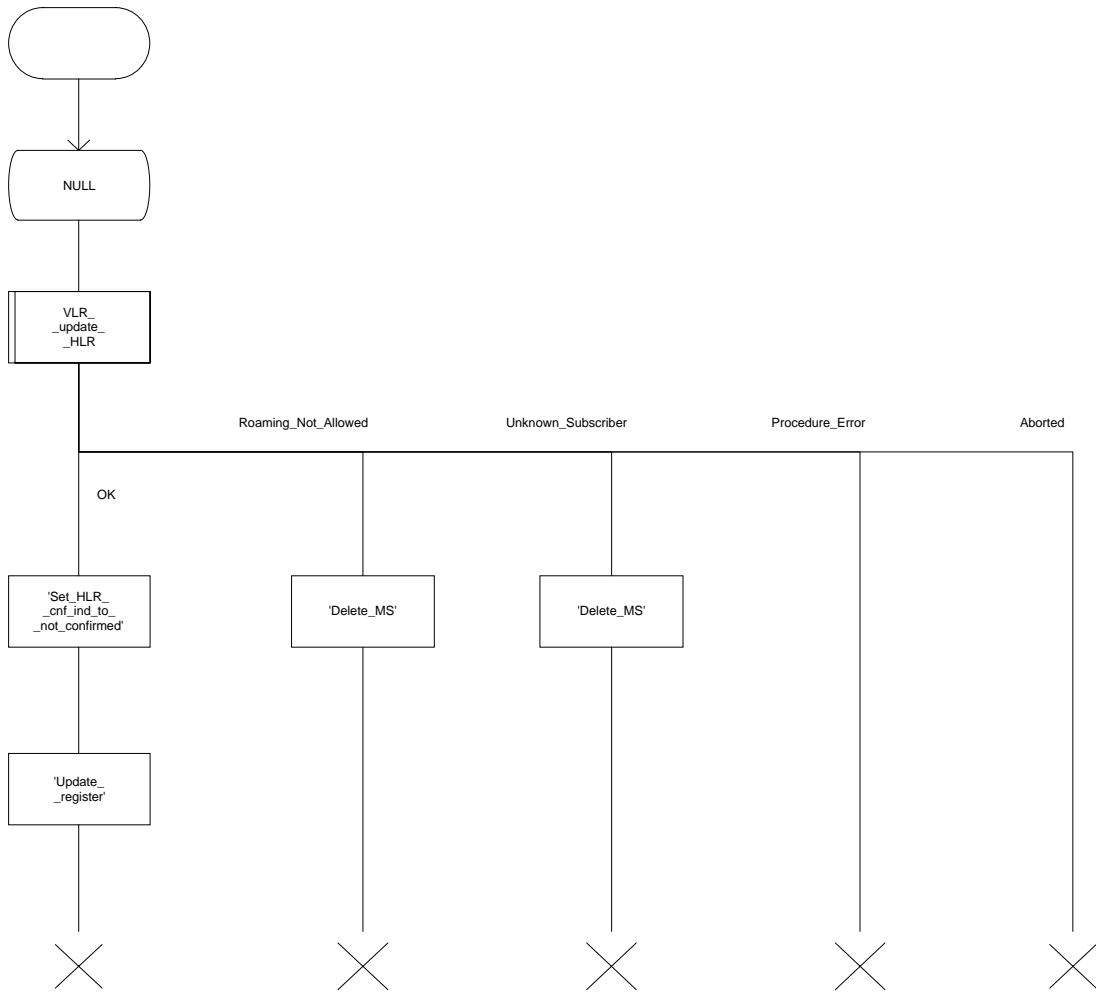 NULL
VLR_
_update_
_HLR
Roaming_Not_Allowed
Unknown_Subscriber
Procedure_Error
Aborted
OK
'Set_HLR_
_cnf_ind_to_
_not_confirmed'
'Delete_MS'
'Delete_MS'
'Update_
_register'